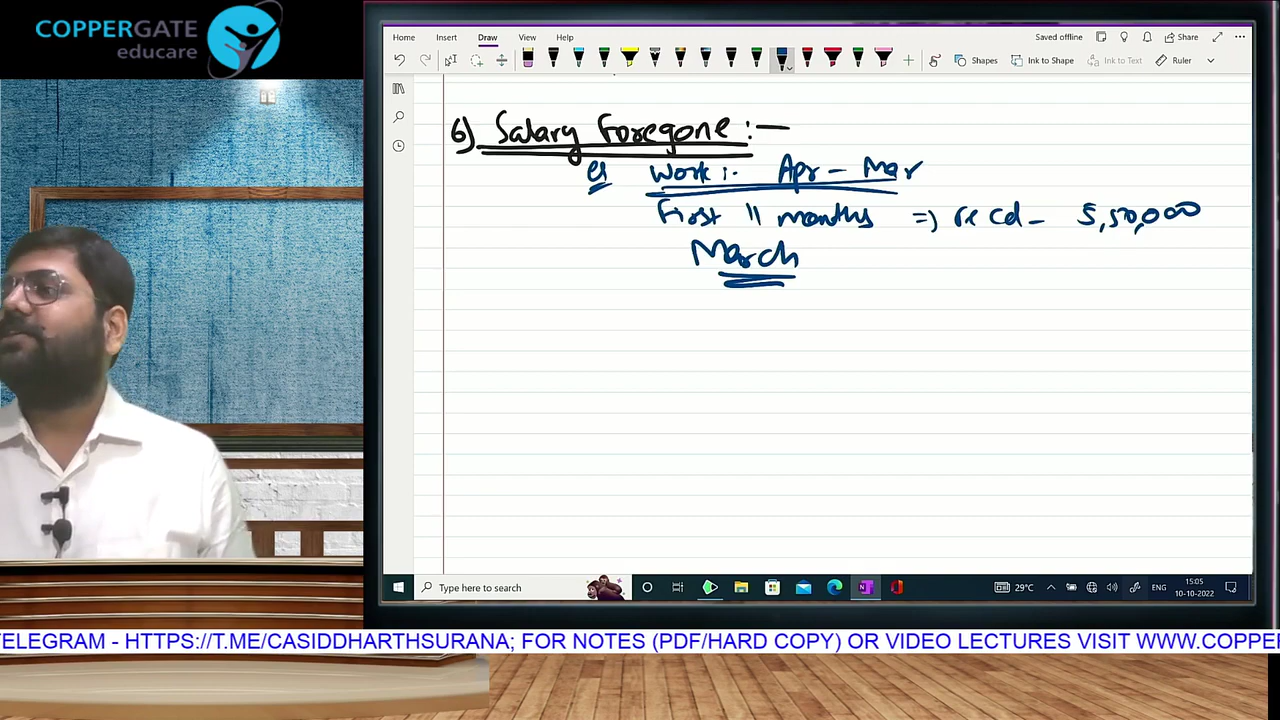 COPPERGATE
educare
Home Insert Draw View Help
Saved offline
Share
Shapes
Ink to Shape
Ink to Text
Ruler
6) Salary Foregone :-
eg Work :- Apr - Mar
First 11 months => recd - 5,50,000
March
Type here to search
29°C
ENG
15:05
10-10-2022
TELEGRAM - HTTPS://T.ME/CASIDDHARTHSURANA; FOR NOTES (PDF/HARD COPY) OR VIDEO LECTURES VISIT WWW.COPPER